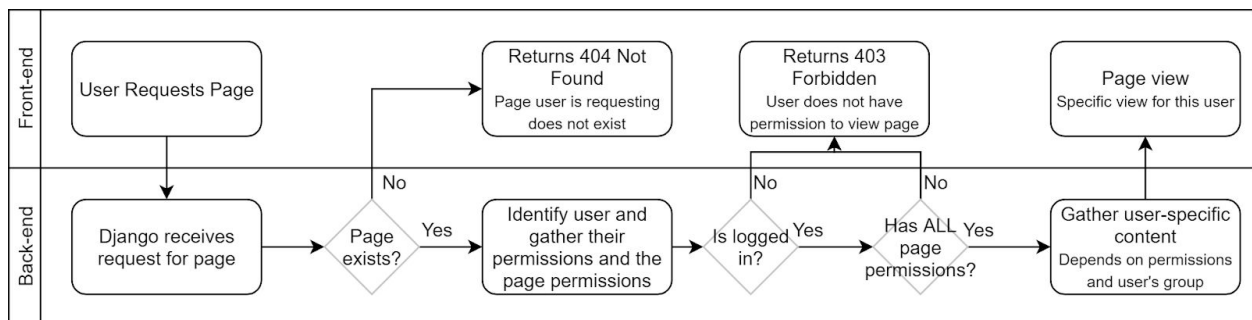 Front-end
User Requests Page
Returns 404 Not
Found
Page user is requesting
does not exist
Returns 403
Forbidden
User does not have
permission to view page
Page view
Specific view for this user
Back-end
Django receives
request for page
Page
exists?
No
Yes
Identify user and
gather their
permissions and the
page permissions
Is logged
in?
No
Yes
Has ALL
page
permissions?
No
Yes
Gather user-specific
content
Depends on permissions
and user's group